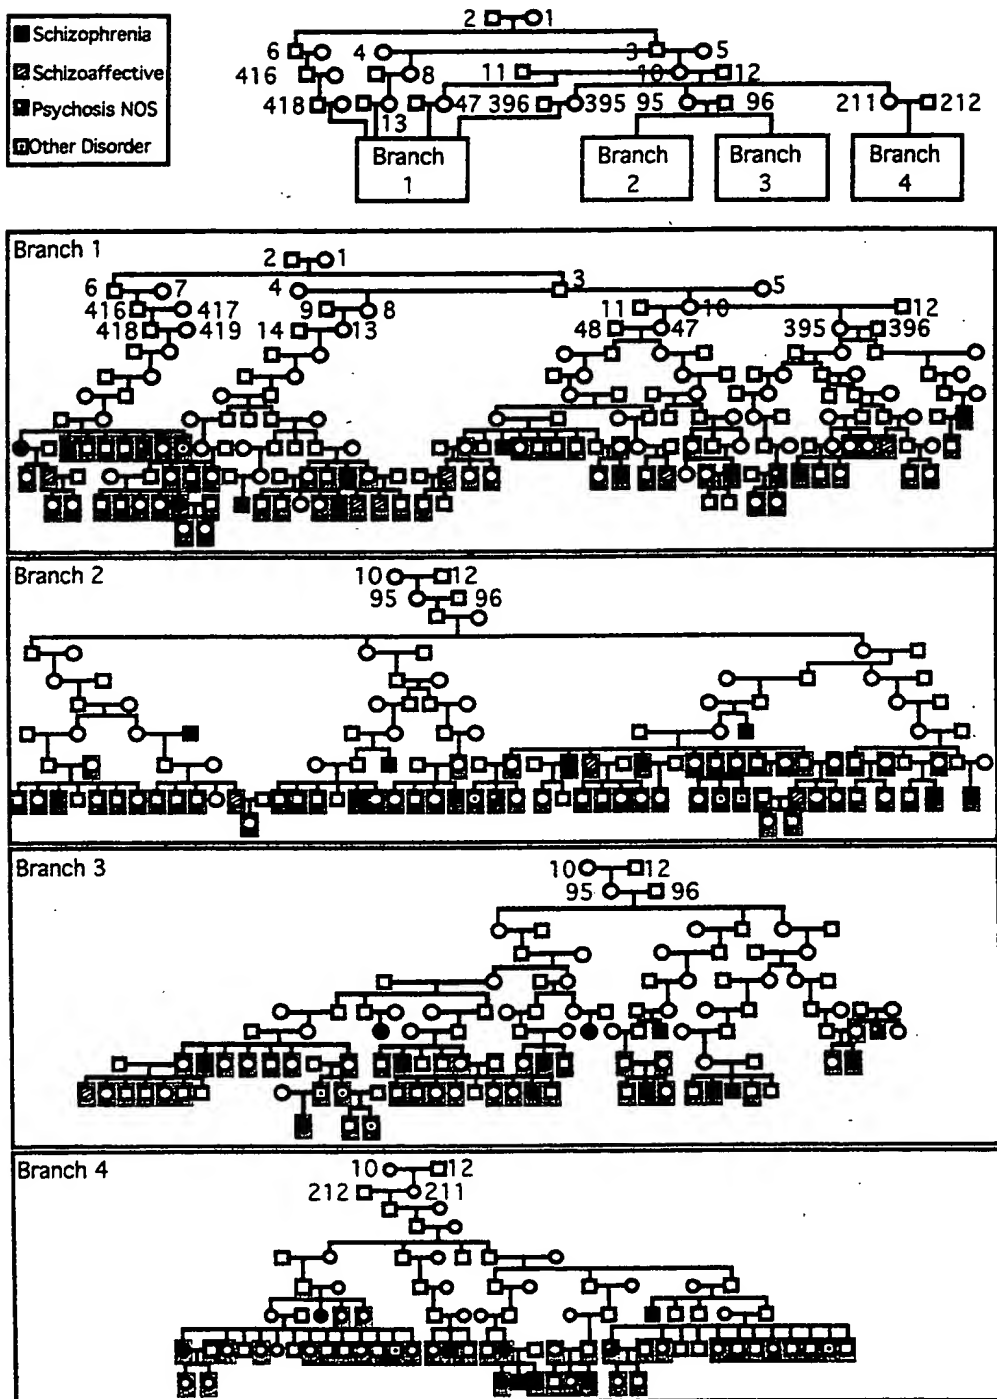 2 1
Schizophrenia
6 4 3 5
Schizoaffective
416 8 11 10 12
Psychosis NOS
418 13 47 396 395 95 96 211 212
Other Disorder
Branch 1
Branch 2
Branch 3
Branch 4
Branch 1
2 1
6 7 4 3 5
416 417 9 8 11 10 12
418 419 14 13 48 47 395 396
Branch 2
10 12
95 96
Branch 3
10 12
95 96
Branch 4
10 12
212 211